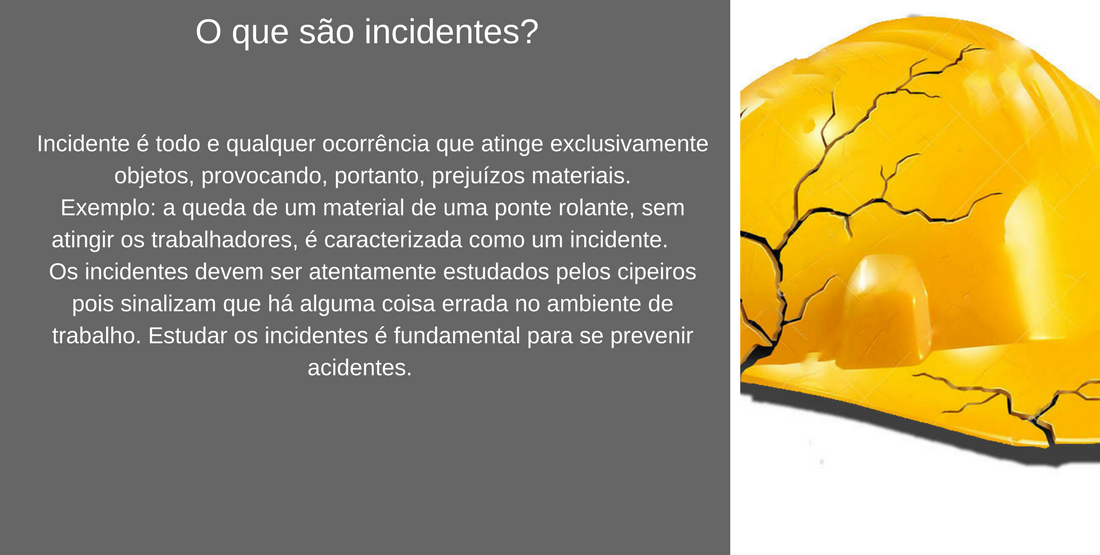 O que são incidentes?
Incidente é todo e qualquer ocorrência que atinge exclusivamente
objetos, provocando, portanto, prejuízos materiais.
Exemplo: a queda de um material de uma ponte rolante, sem
atingir os trabalhadores, é caracterizada como um incidente.
Os incidentes devem ser atentamente estudados pelos cipeiros
pois sinalizam que há alguma coisa errada no ambiente de
trabalho. Estudar os incidentes é fundamental para se prevenir
acidentes.